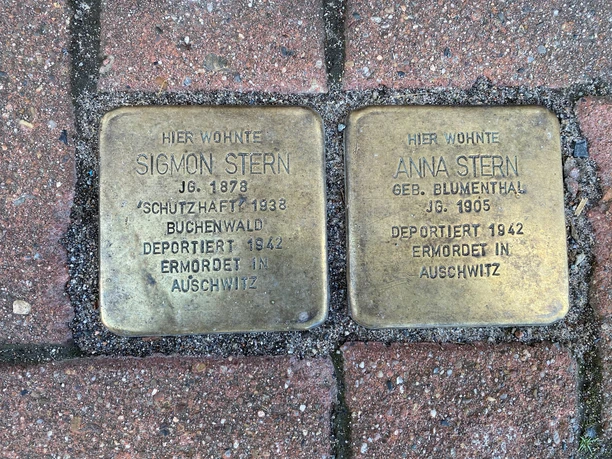 HIER WOHNTE
SIGMON STERN
JG. 1878
'SCHUTZHAFT' 1938
BUCHENWALD
DEPORTIERT 1942
ERMORDET IN
AUSCHWITZ
HIER WOHNTE
ANNA STERN
GEB. BLUMENTHAL
JG. 1905
DEPORTIERT 1942
ERMORDET IN
AUSCHWITZ